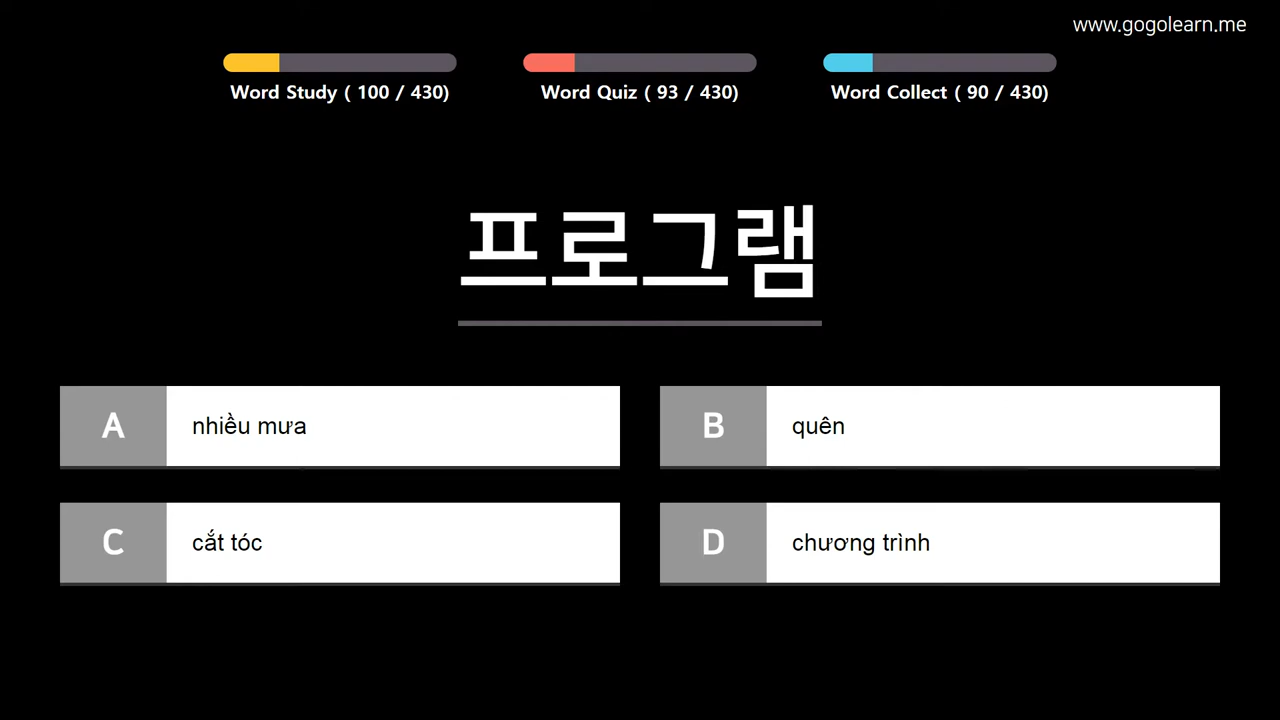 www.gogolearn.me
Word Study ( 100 / 430)
Word Quiz ( 93 / 430)
Word Collect ( 90 / 430)
프로그램
A nhiều mưa
B quên
C cắt tóc
D chương trình